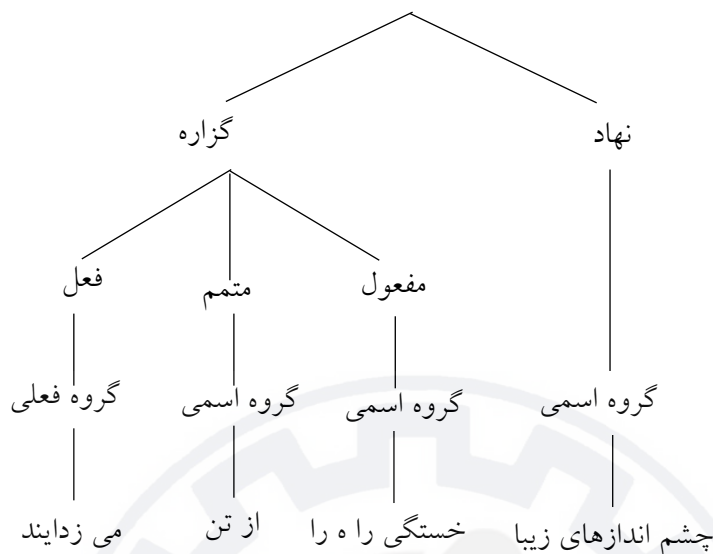 نهاد گزاره
مفعول متمم فعل
گروه اسمی گروه اسمی گروه اسمی گروه فعلی
چشم اندازهای زیبا خستگی را ه را از تن می زدایند